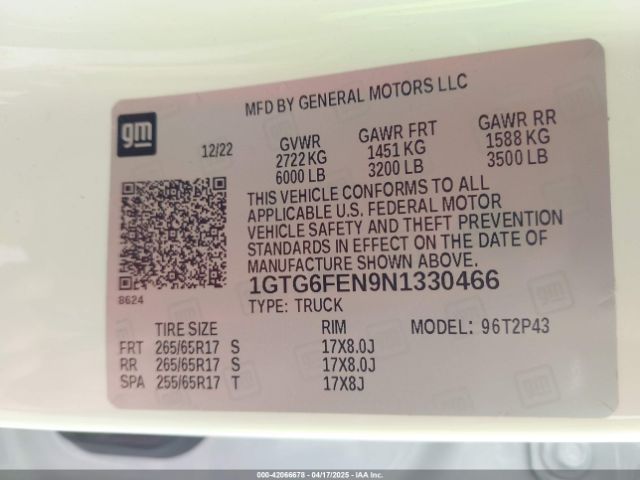 MFD BY GENERAL MOTORS LLC
gm
12/22
GVWR
2722 KG
6000 LB
GAWR FRT
1451 KG
3200 LB
GAWR RR
1588 KG
3500 LB
THIS VEHICLE CONFORMS TO ALL
APPLICABLE U.S. FEDERAL MOTOR
VEHICLE SAFETY AND THEFT PREVENTION
STANDARDS IN EFFECT ON THE DATE OF
MANUFACTURE SHOWN ABOVE.
8624
1GTG6FEN9N1330466
TYPE: TRUCK
TIRE SIZE RIM MODEL: 96T2P43
FRT 265/65R17 S 17X8.0J
RR 265/65R17 S 17X8.0J
SPA 255/65R17 T 17X8J
gm
000-42066678 - 04/17/2025 - IAAI.COM